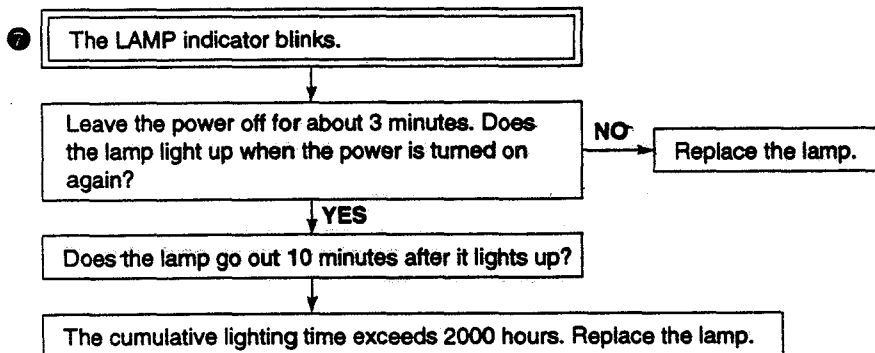 ❼ The LAMP indicator blinks.
Leave the power off for about 3 minutes. Does
the lamp light up when the power is turned on
again?
NO
Replace the lamp.
YES
Does the lamp go out 10 minutes after it lights up?
The cumulative lighting time exceeds 2000 hours. Replace the lamp.